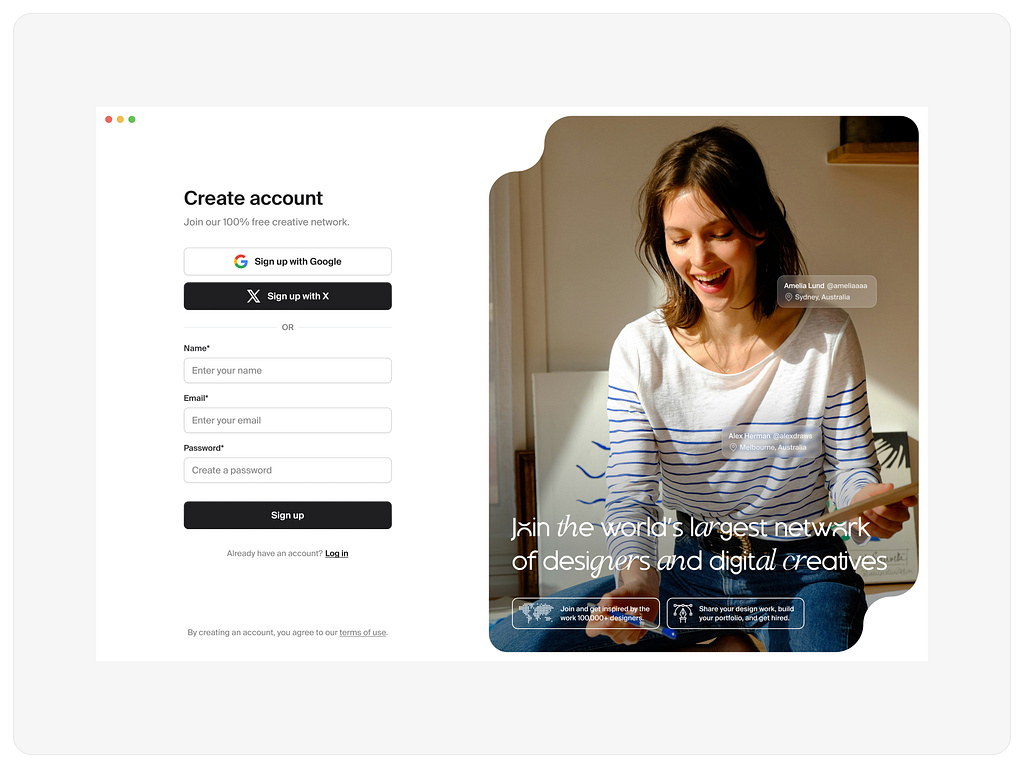 Create account
Join our 100% free creative network.
Sign up with Google
Sign up with X
OR
Name*
Enter your name
Email*
Enter your email
Password*
Create a password
Sign up
Already have an account? Log in
By creating an account, you agree to our terms of use.
Amelia Lund @ameliaaaa
Sydney, Australia
Alex Herman @alexdraws
Melbourne, Australia
Join the world's largest network
of designers and digital creatives
Join and get inspired by the
work 100,000+ designers.
Share your design work, build
your portfolio, and get hired.